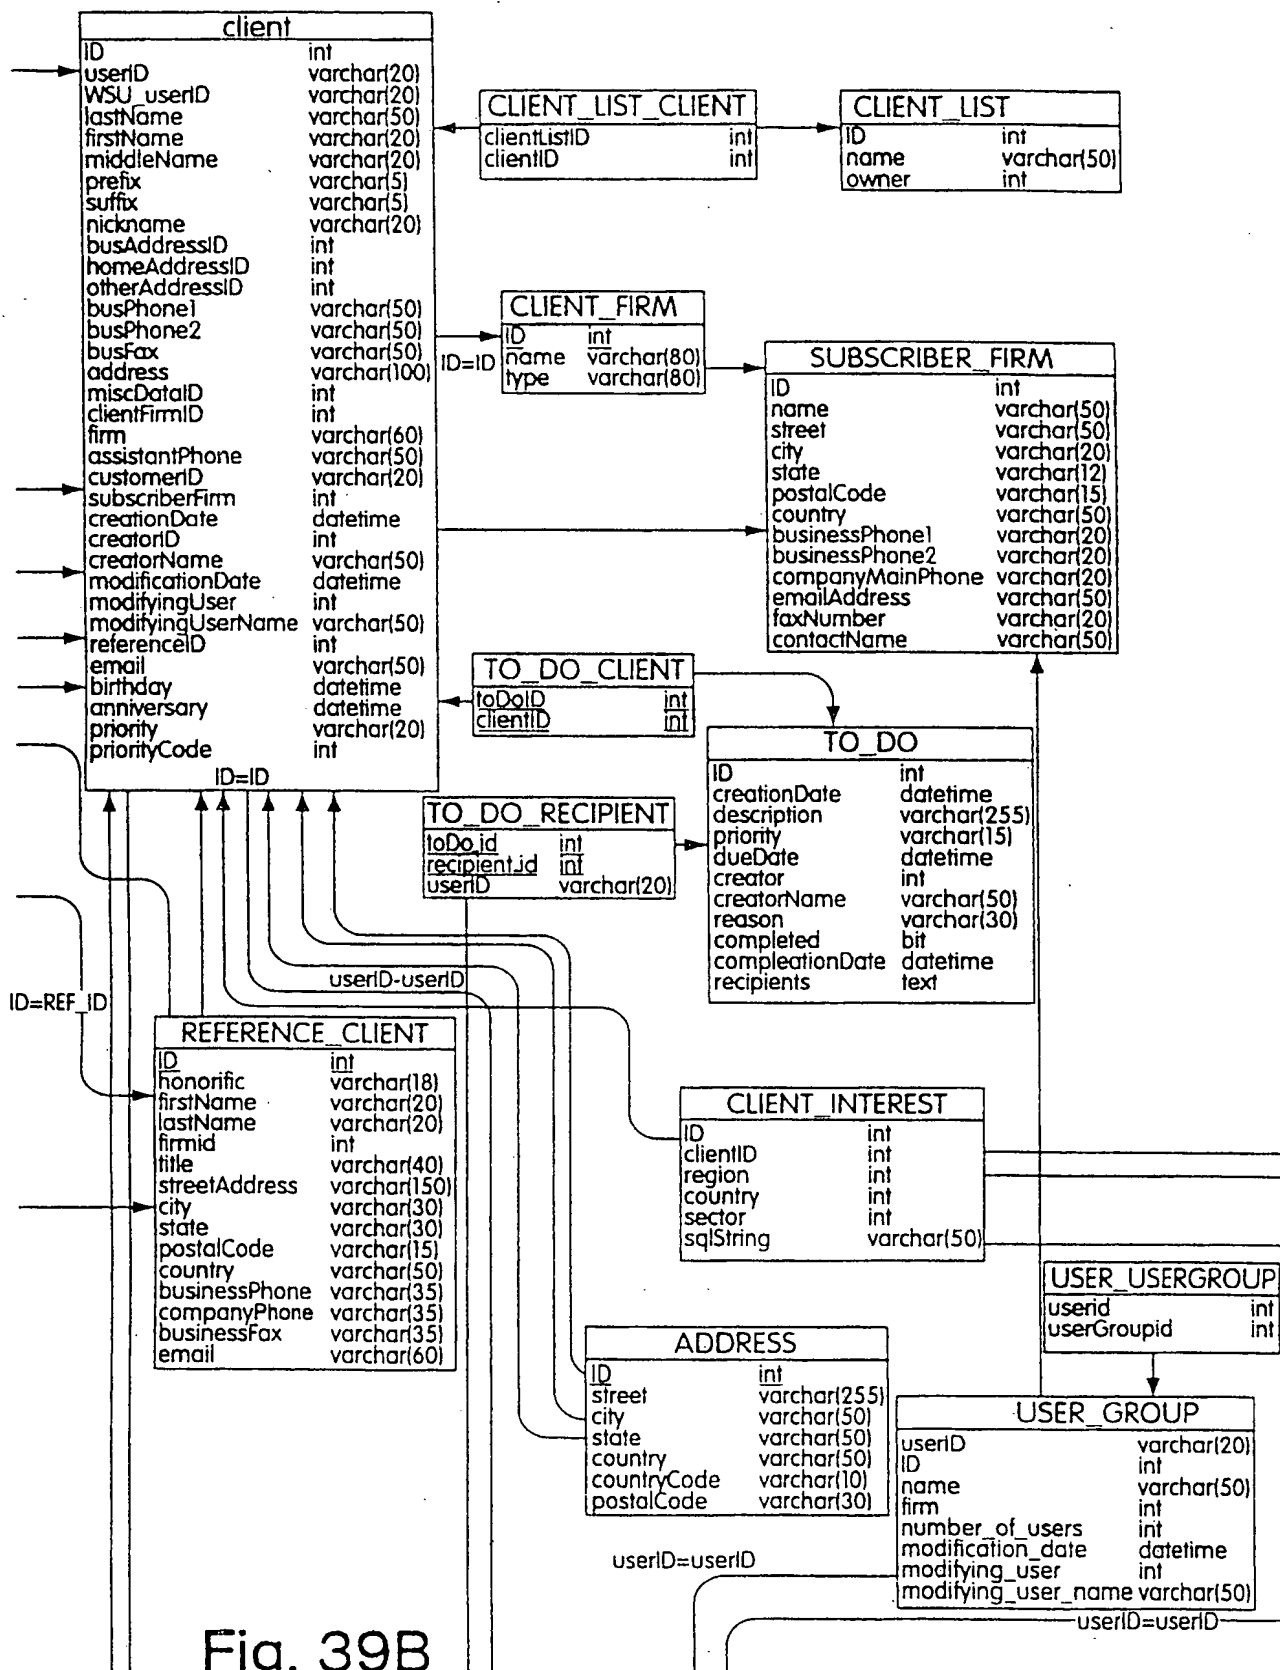 client
ID int
userID varchar(20)
WSU_userID varchar(20)
lastName varchar(50)
firstName varchar(20)
middleName varchar(20)
prefix varchar(5)
suffix varchar(5)
nickname varchar(20)
busAddressID int
homeAddressID int
otherAddressID int
busPhone1 varchar(50)
busPhone2 varchar(50)
busFax varchar(50)
address varchar(100)
miscDataID int
clientFirmID int
firm varchar(60)
assistantPhone varchar(50)
customerID varchar(20)
subscriberFirm int
creationDate datetime
creatorID int
creatorName varchar(50)
modificationDate datetime
modifyingUser int
modifyingUserName varchar(50)
referenceID int
email varchar(50)
birthday datetime
anniversary datetime
priority varchar(20)
priorityCode int
ID=ID
CLIENT_LIST_CLIENT
clientListID int
clientID int
CLIENT_LIST
ID int
name varchar(50)
owner int
ID=ID
CLIENT_FIRM
ID int
name varchar(80)
type varchar(80)
SUBSCRIBER_FIRM
ID int
name varchar(50)
street varchar(50)
city varchar(20)
state varchar(12)
postalCode varchar(15)
country varchar(50)
businessPhone1 varchar(20)
businessPhone2 varchar(20)
companyMainPhone varchar(20)
emailAddress varchar(50)
faxNumber varchar(20)
contactName varchar(50)
TO_DO_CLIENT
toDoID int
clientID int
TO_DO
ID int
creationDate datetime
description varchar(255)
priority varchar(15)
dueDate datetime
creator int
creatorName varchar(50)
reason varchar(30)
completed bit
compleationDate datetime
recipients text
TO_DO_RECIPIENT
toDo_id int
recipient_id int
userID varchar(20)
userID-userID
ID=REF_ID
REFERENCE_CLIENT
ID int
honorific varchar(18)
firstName varchar(20)
lastName varchar(20)
firmid int
title varchar(40)
streetAddress varchar(150)
city varchar(30)
state varchar(30)
postalCode varchar(15)
country varchar(50)
businessPhone varchar(35)
companyPhone varchar(35)
businessFax varchar(35)
email varchar(60)
CLIENT_INTEREST
ID int
clientID int
region int
country int
sector int
sqlString varchar(50)
USER_USERGROUP
userid int
userGroupid int
ADDRESS
ID int
street varchar(255)
city varchar(50)
state varchar(50)
country varchar(50)
countryCode varchar(10)
postalCode varchar(30)
USER_GROUP
userID varchar(20)
ID int
name varchar(50)
firm int
number_of_users int
modification_date datetime
modifying_user int
modifying_user_name varchar(50)
userID=userID
userID=userID
Fig. 39B